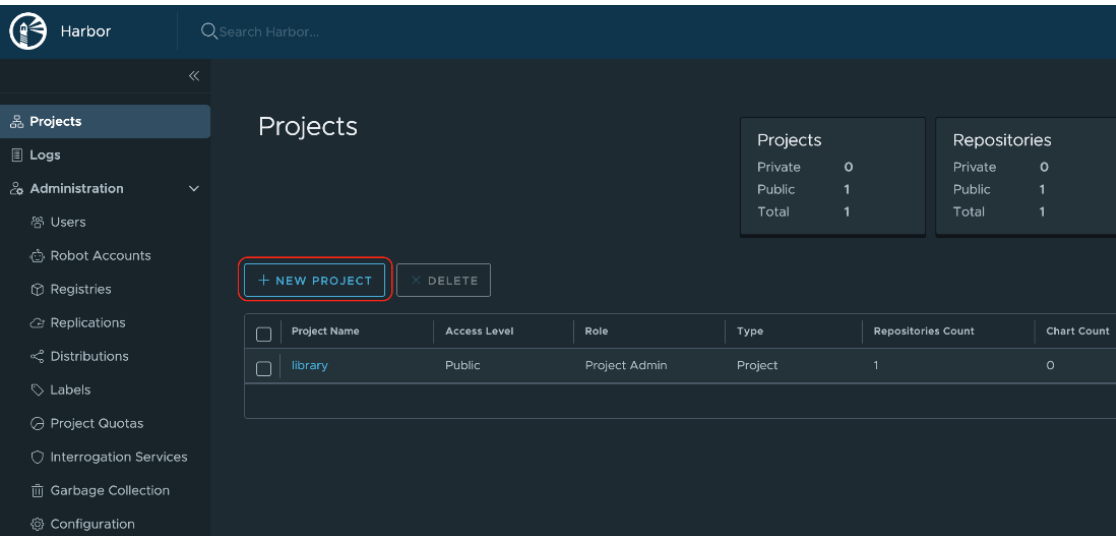 Harbor
Search Harbor...
Projects
Logs
Administration
Users
Robot Accounts
Registries
Replications
Distributions
Labels
Project Quotas
Interrogation Services
Garbage Collection
Configuration
Projects
Projects
Private 0
Public 1
Total 1
Repositories
Private 0
Public 1
Total 1
+ NEW PROJECT
× DELETE
Project Name Access Level Role Type Repositories Count Chart Count
library Public Project Admin Project 1 0